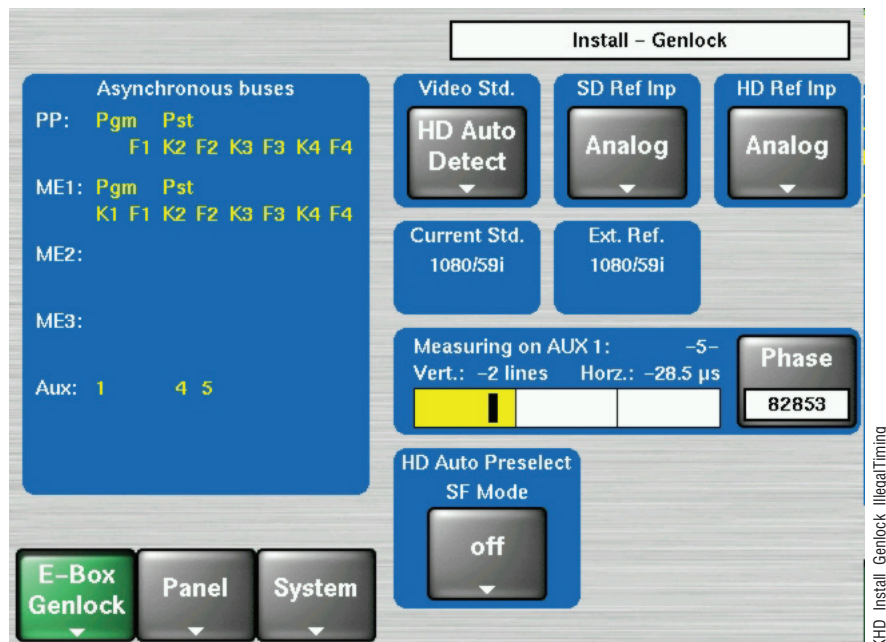 Install – Genlock
Asynchronous buses
PP: Pgm Pst
F1 K2 F2 K3 F3 K4 F4
ME1: Pgm Pst
K1 F1 K2 F2 K3 F3 K4 F4
ME2:
ME3:
Aux: 1 4 5
Video Std.
HD Auto
Detect
SD Ref Inp
Analog
HD Ref Inp
Analog
Current Std.
1080/59i
Ext. Ref.
1080/59i
Measuring on AUX 1: –5–
Vert.: –2 lines Horz.: –28.5 µs
Phase
82853
HD Auto Preselect
SF Mode
off
E–Box
Genlock
Panel
System
Install Genlock IllegalTiming